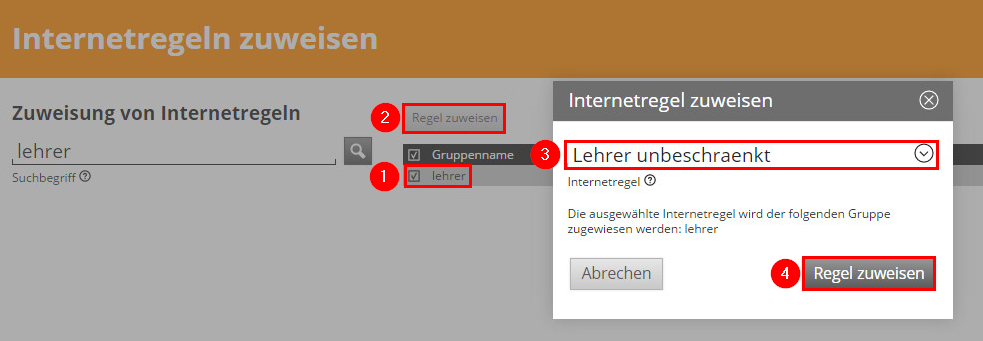 Internetregeln zuweisen
Zuweisung von Internetregeln
lehrer
Suchbegriff
2 Regel zuweisen
Gruppenname
1 lehrer
Internetregel zuweisen
3 Lehrer unbeschraenkt
Internetregel
Die ausgewählte Internetregel wird der folgenden Gruppe
zugewiesen werden: lehrer
Abrechen
4 Regel zuweisen